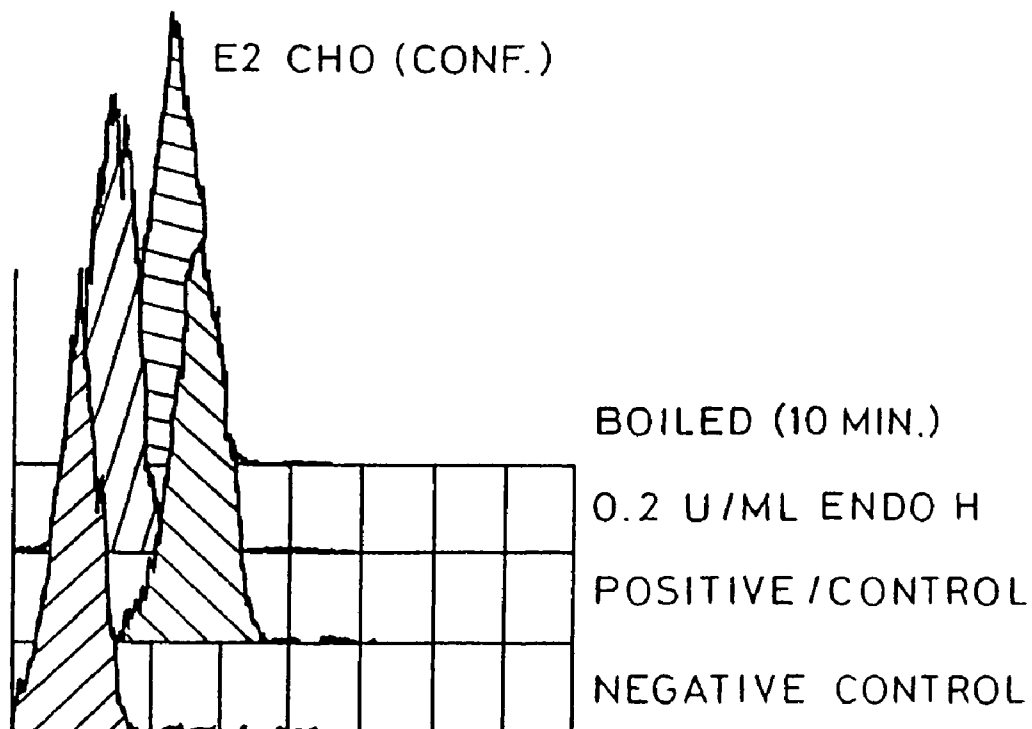 E2 CHO (CONF.)
BOILED (10 MIN.)
0.2 U/ML ENDO H
POSITIVE/CONTROL
NEGATIVE CONTROL